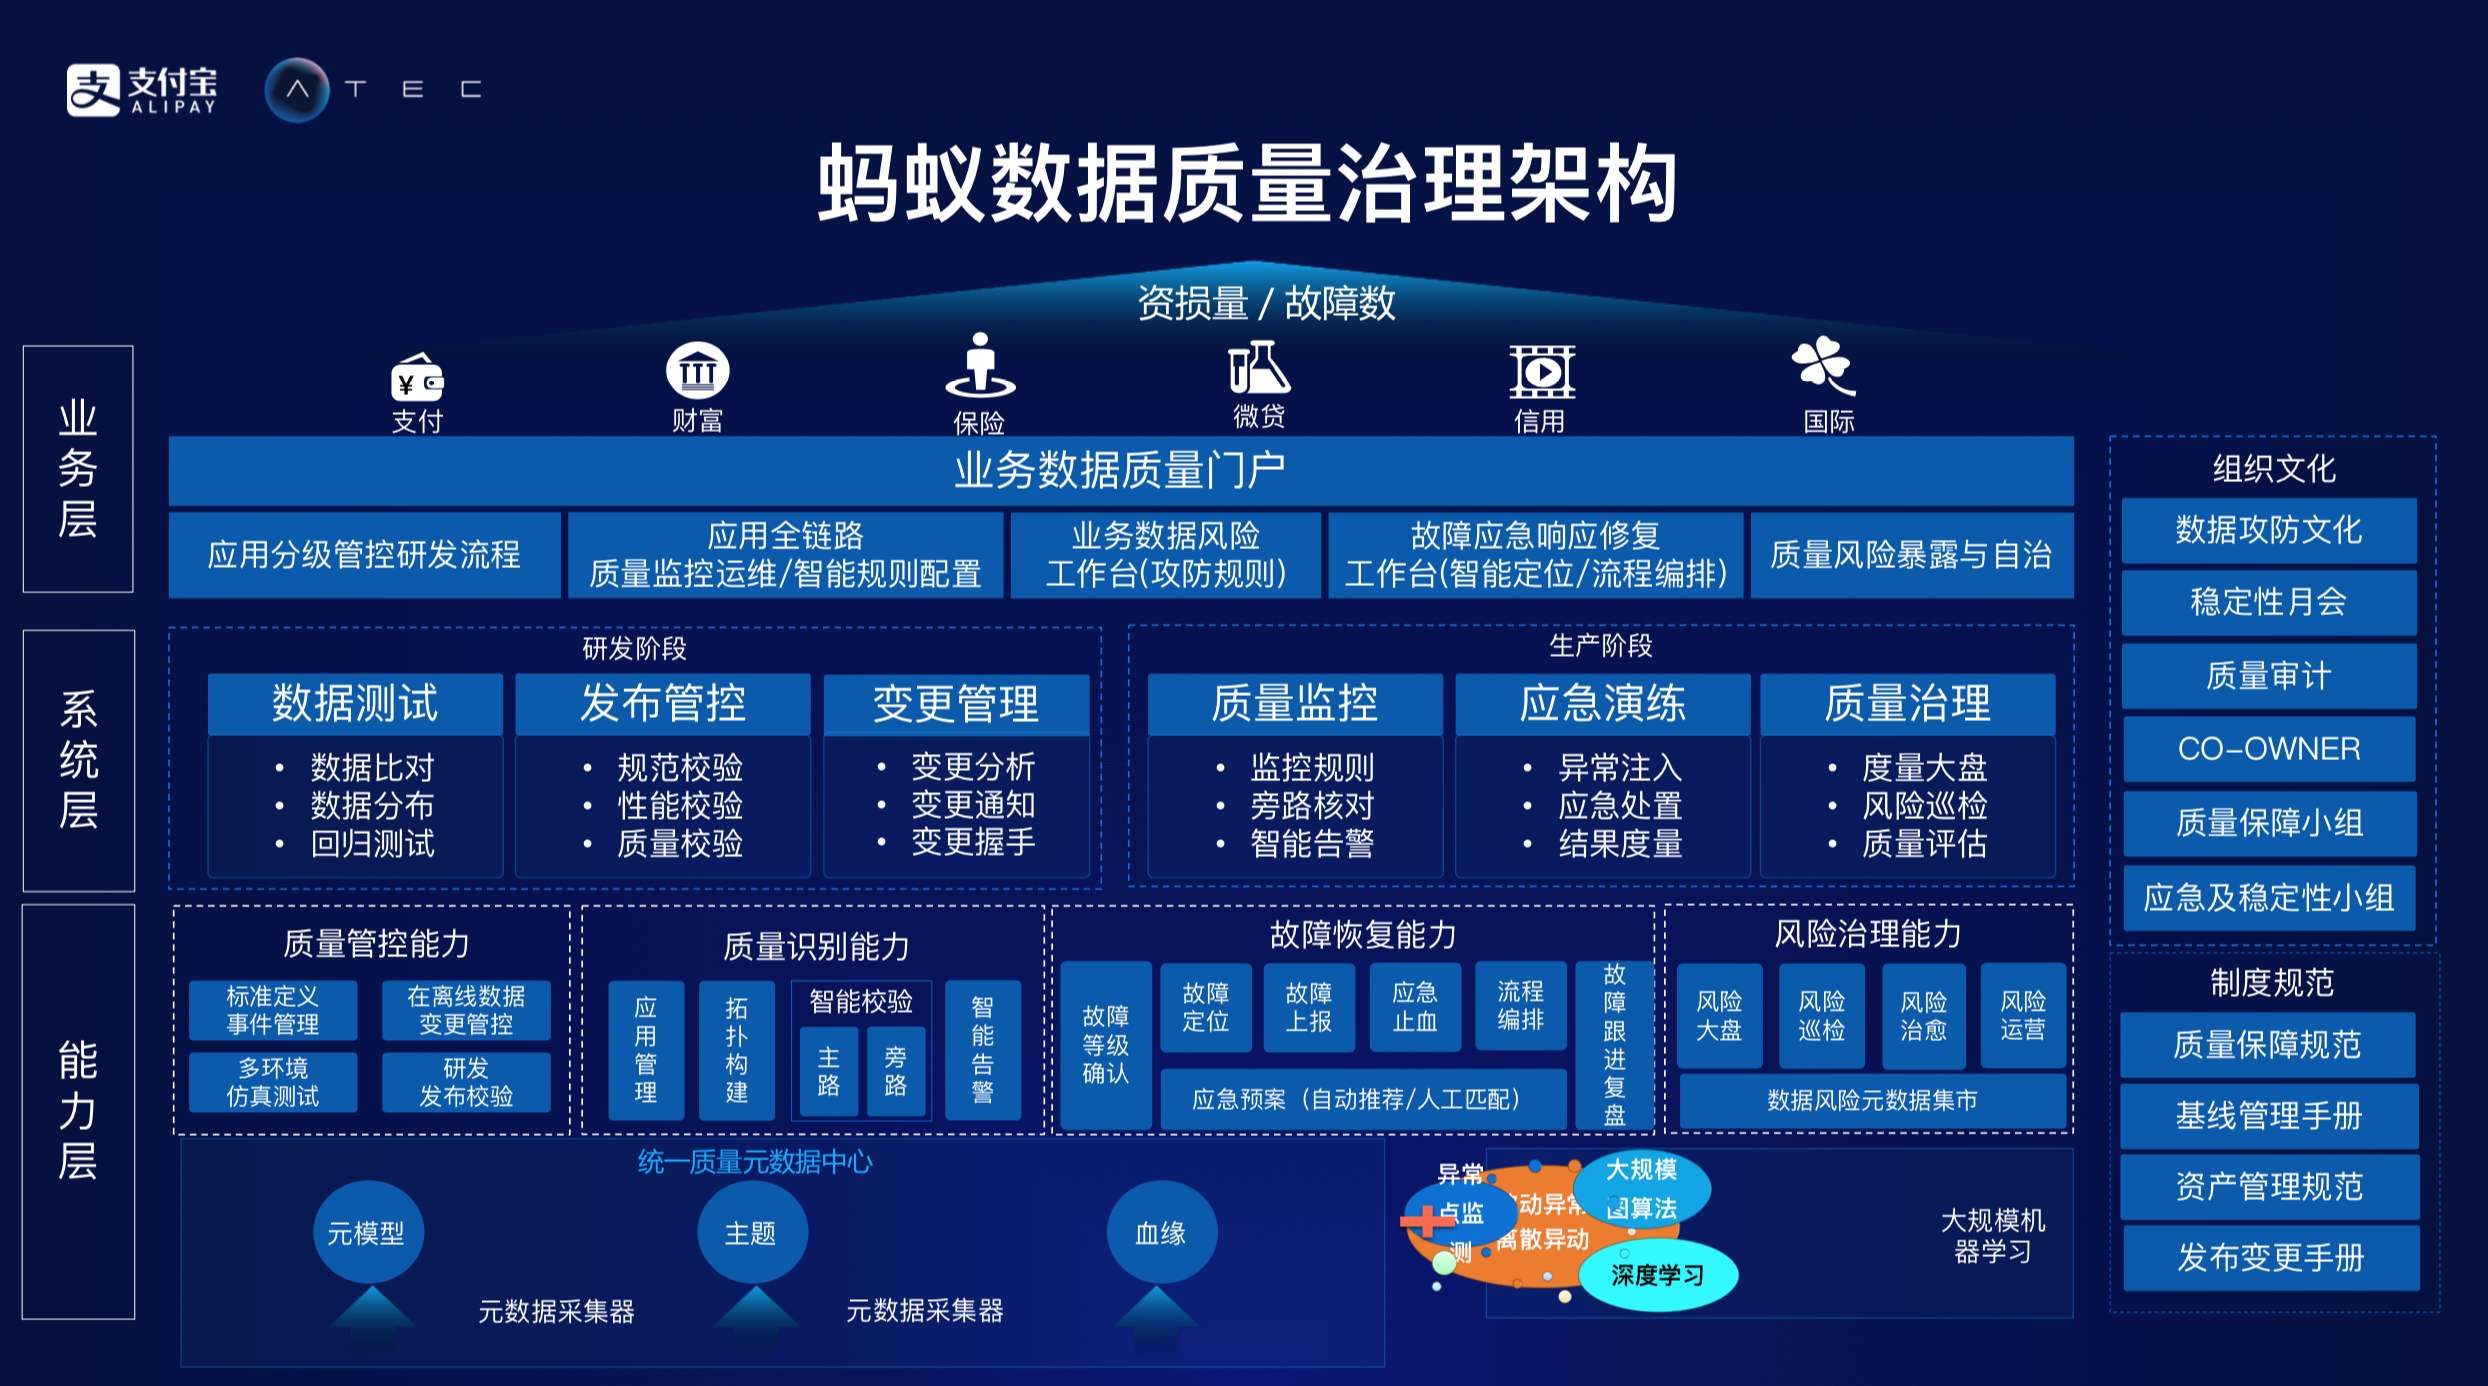 支付宝
ALIPAY
ATEC
蚂蚁数据质量治理架构
资损量 / 故障数
业务层
支付
财富
保险
微贷
信用
国际
业务数据质量门户
应用分级管控研发流程
应用全链路
质量监控运维/智能规则配置
业务数据风险
工作台(攻防规则)
故障应急响应修复
工作台(智能定位/流程编排)
质量风险暴露与自治
系统层
研发阶段
数据测试
• 数据比对
• 数据分布
• 回归测试
发布管控
• 规范校验
• 性能校验
• 质量校验
变更管理
• 变更分析
• 变更通知
• 变更握手
生产阶段
质量监控
• 监控规则
• 旁路核对
• 智能告警
应急演练
• 异常注入
• 应急处置
• 结果度量
质量治理
• 度量大盘
• 风险巡检
• 质量评估
能力层
质量管控能力
标准定义
事件管理
在离线数据
变更管控
多环境
仿真测试
研发
发布校验
质量识别能力
应用管理
拓扑构建
智能校验
主路
旁路
智能告警
故障恢复能力
故障
等级
确认
故障
定位
故障
上报
应急
止血
流程
编排
应急预案（自动推荐/人工匹配）
故障跟进复盘
风险治理能力
风险
大盘
风险
巡检
风险
治愈
风险
运营
数据风险元数据集市
统一质量元数据中心
元模型
主题
血缘
元数据采集器
元数据采集器
异常
点监
测
动异常
离散异动
大规模
图算法
深度学习
大规模机
器学习
组织文化
数据攻防文化
稳定性月会
质量审计
CO-OWNER
质量保障小组
应急及稳定性小组
制度规范
质量保障规范
基线管理手册
资产管理规范
发布变更手册